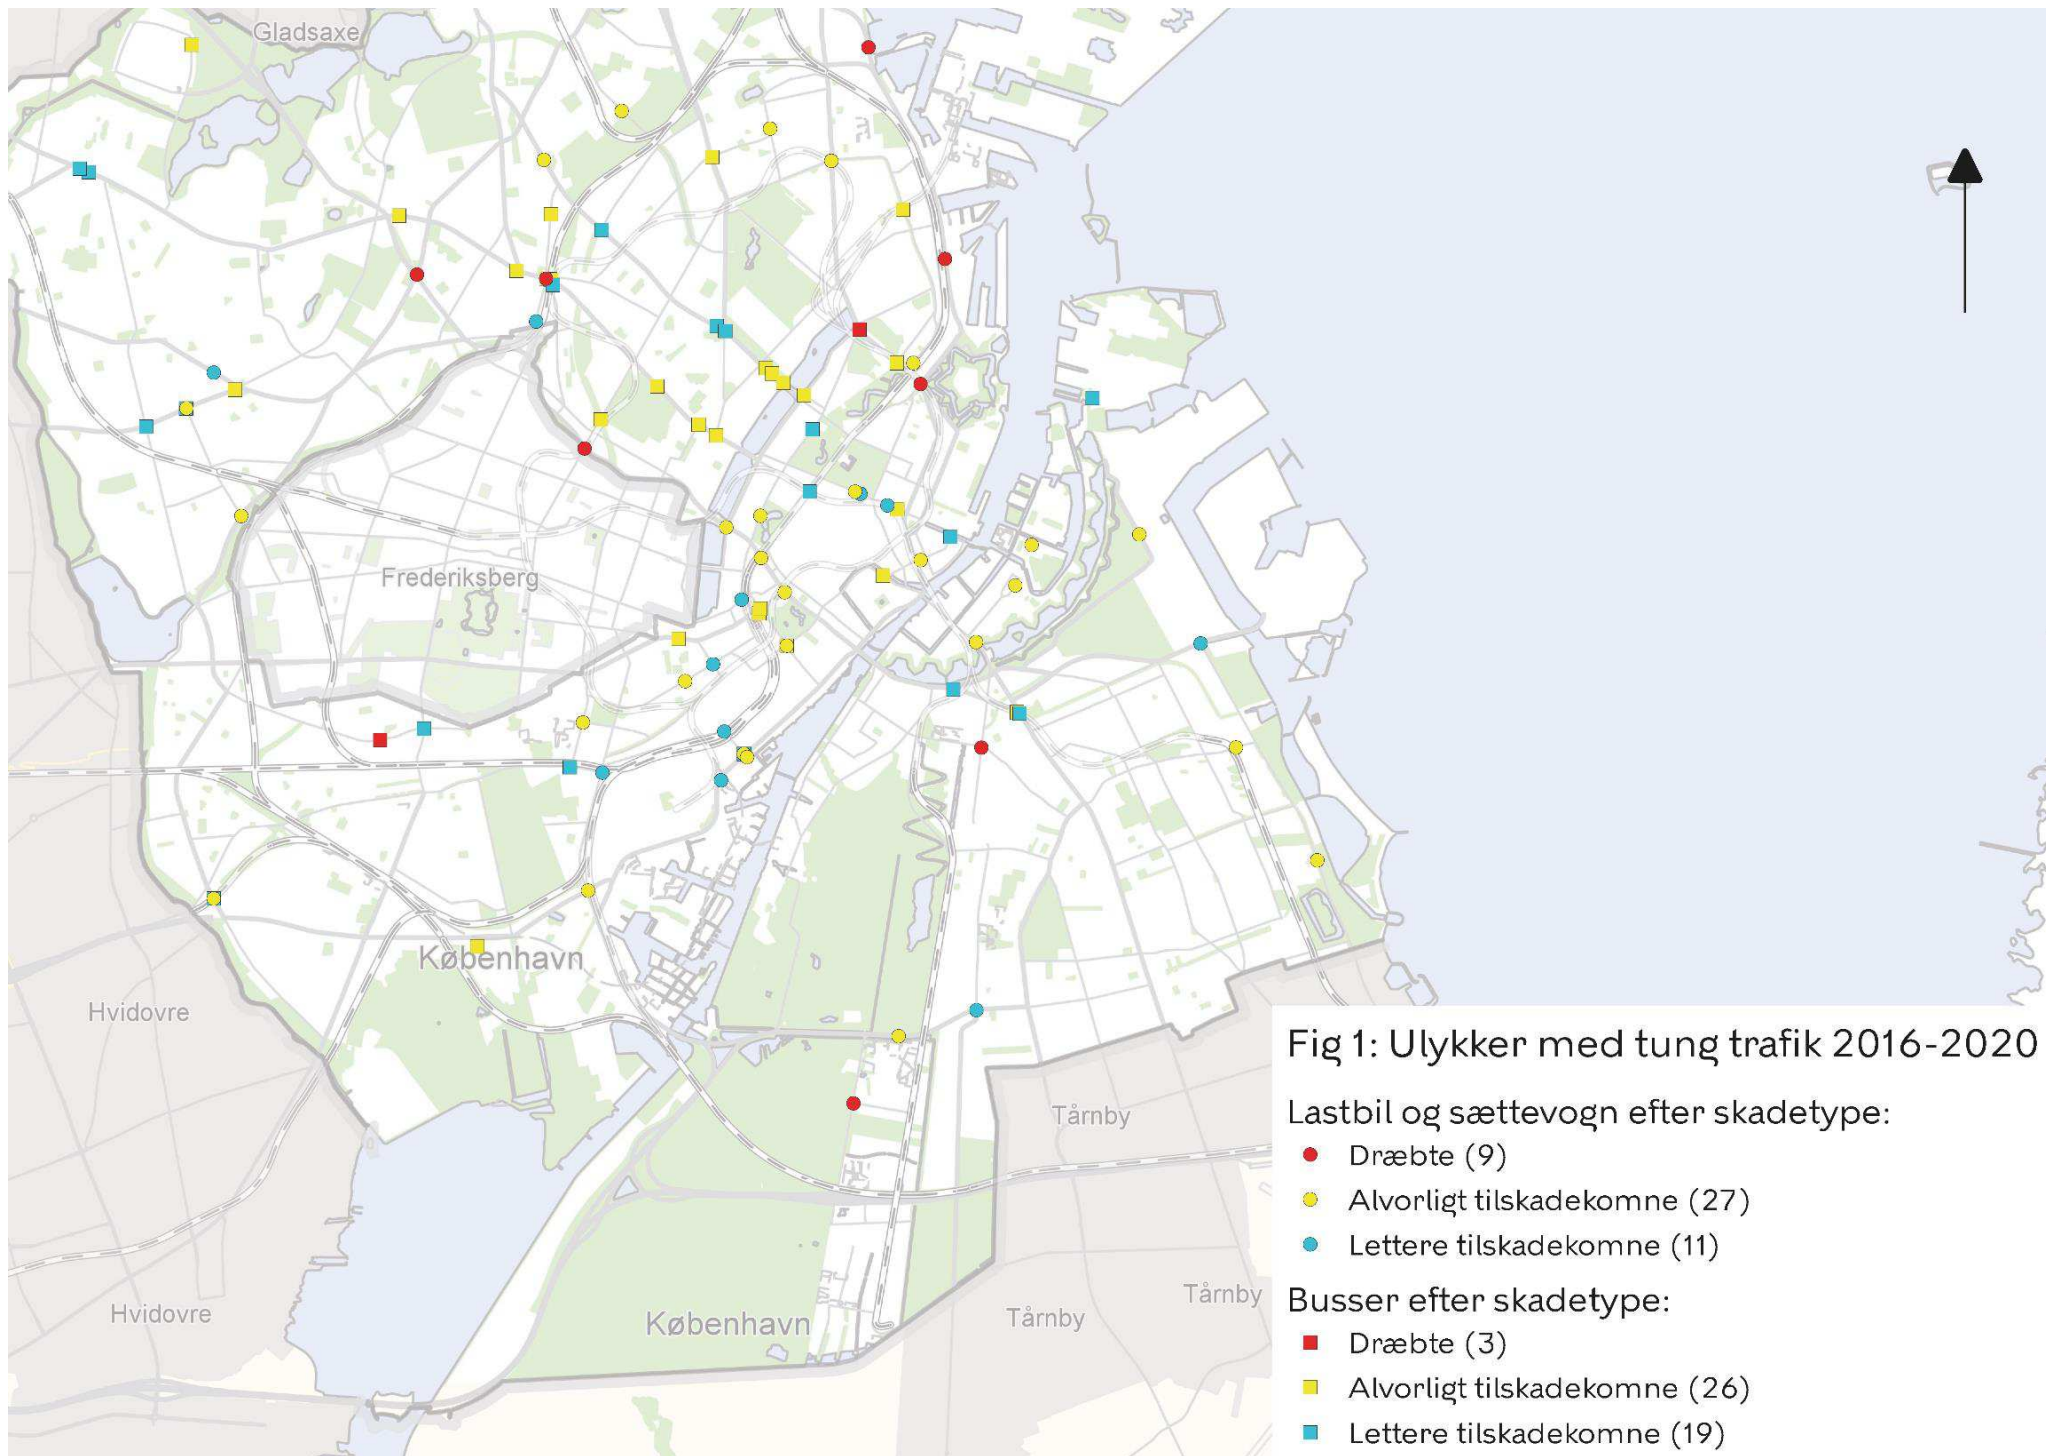 Gladsaxe
Frederiksberg
København
Hvidovre
Fig 1: Ulykker med tung trafik 2016-2020
Lastbil og sættevogn efter skadetype:
Dræbte (9)
Alvorligt tilskadekomne (27)
Lettere tilskadekomne (11)
Busser efter skadetype:
Dræbte (3)
Alvorligt tilskadekomne (26)
Lettere tilskadekomne (19)
Tårnby
Tårnby
Hvidovre
København
Tårnby